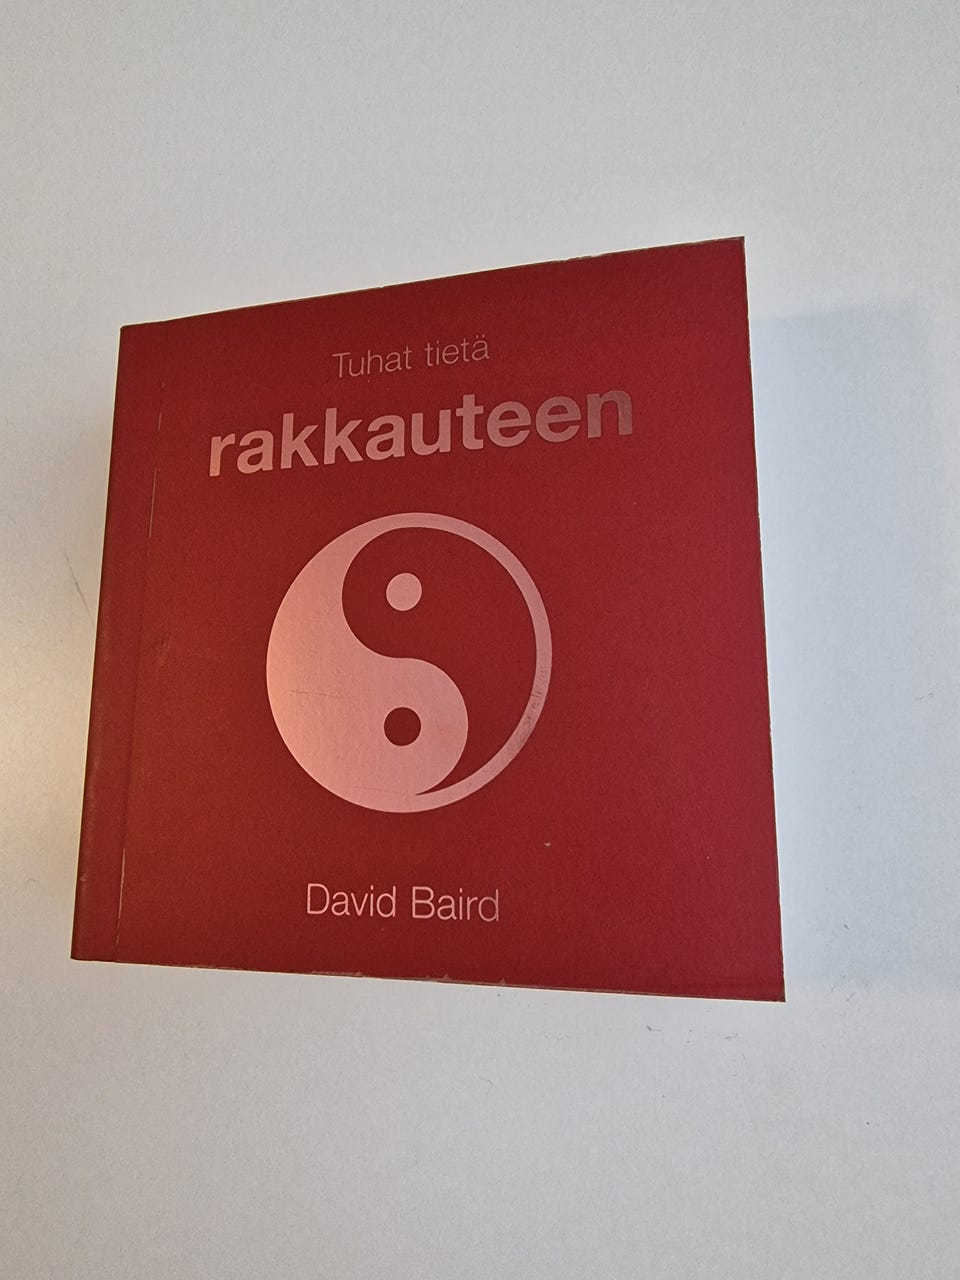 Tuhat tietä
rakkauteen
David Baird